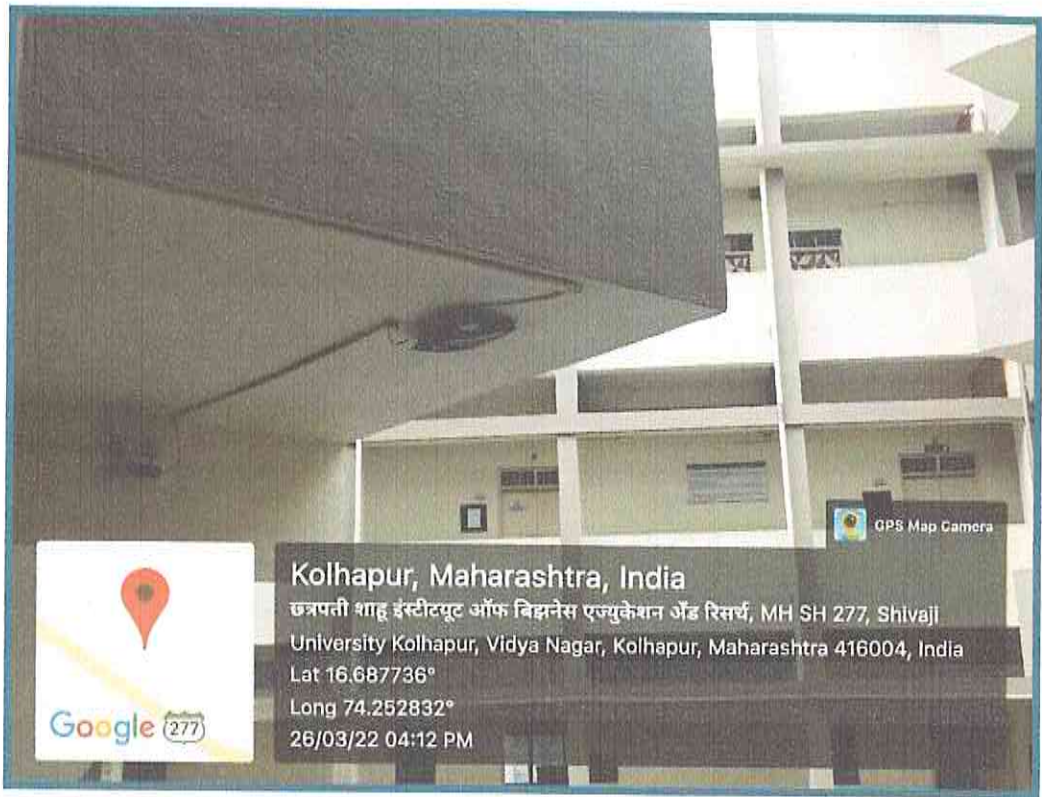 GPS Map Camera
Kolhapur, Maharashtra, India
छत्रपती शाहू इंस्टीटयूट ऑफ बिझनेस एज्युकेशन अँड रिसर्च, MH SH 277, Shivaji
University Kolhapur, Vidya Nagar, Kolhapur, Maharashtra 416004, India
Lat 16.687736°
Long 74.252832°
26/03/22 04:12 PM
Google 277